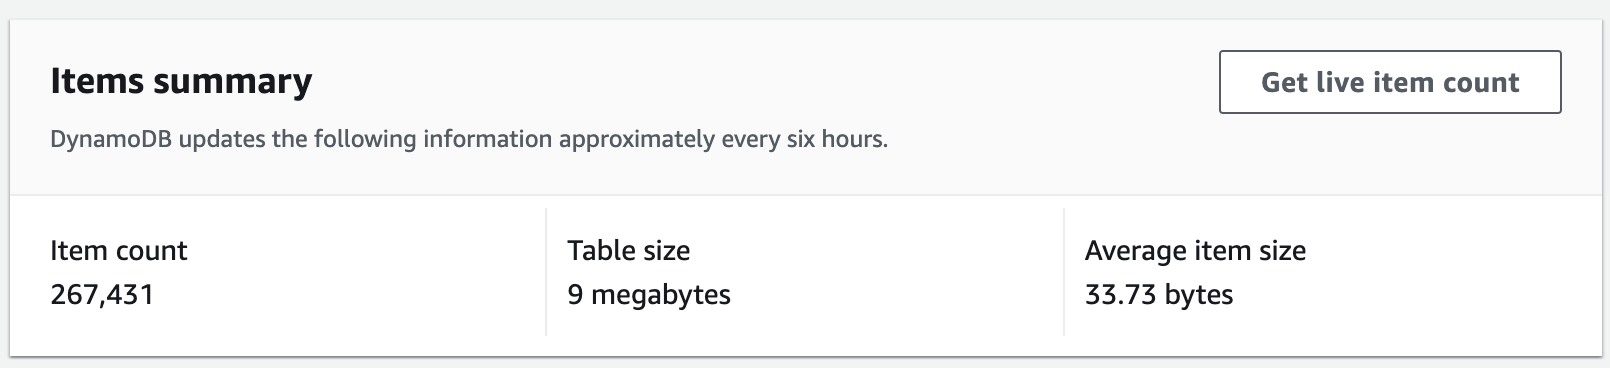 Items summary
Get live item count
DynamoDB updates the following information approximately every six hours.
Item count
267,431
Table size
9 megabytes
Average item size
33.73 bytes